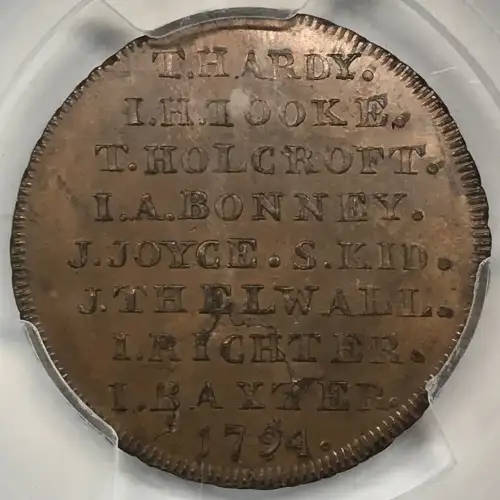 T.HARDY.
I.H.TOOKE.
T.HOLCROFT.
I.A.BONNEY.
J.JOYCE.S.KID.
J.THELWALL.
I.RICHTER.
I.BAXTER.
1794.